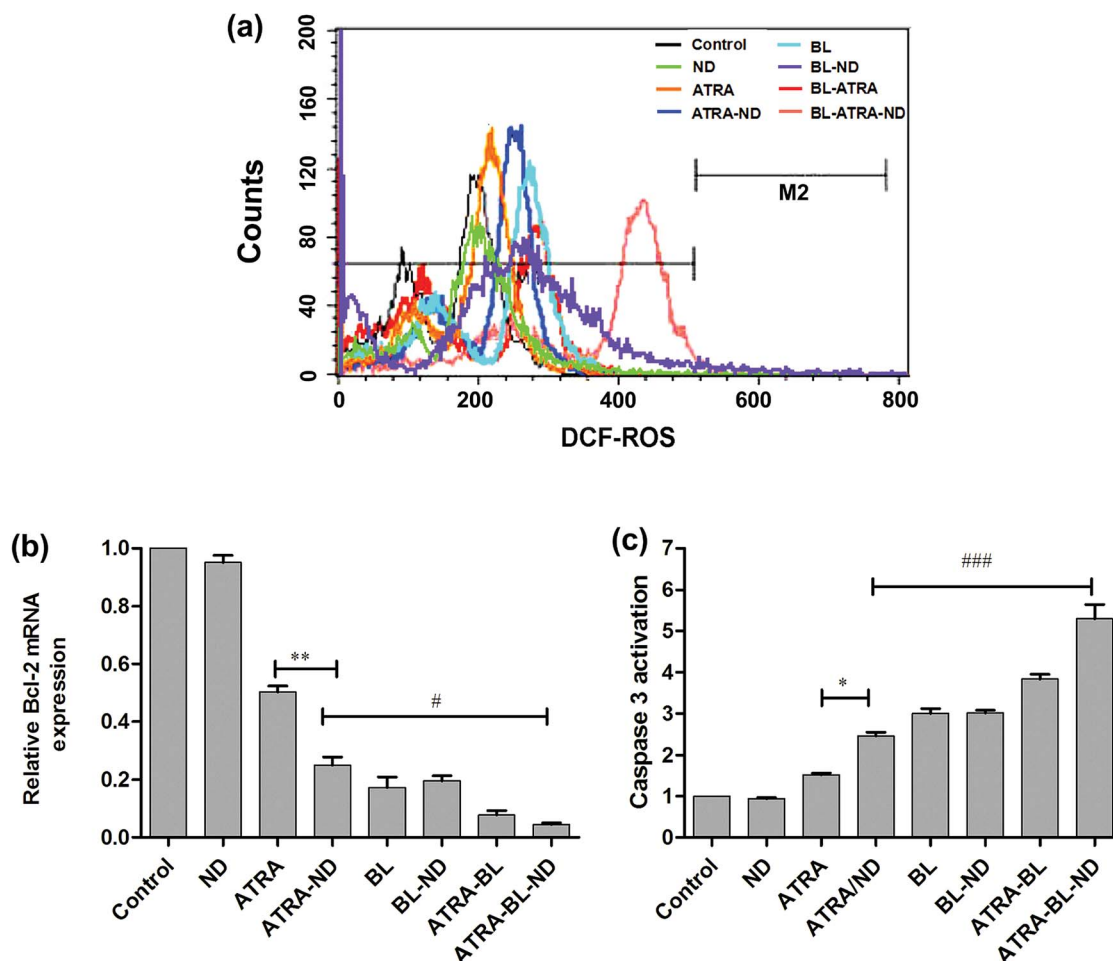 (a)
Counts
200
160
120
80
40
0
Control
ND
ATRA
ATRA-ND
BL
BL-ND
BL-ATRA
BL-ATRA-ND
M2
0 200 400 600 800
DCF-ROS
(b)
Relative Bcl-2 mRNA
expression
1.0
0.8
0.6
0.4
0.2
0.0
**
#
Control
ND
ATRA
ATRA-ND
BL
BL-ND
ATRA-BL
ATRA-BL-ND
(c)
Caspase 3 activation
7
6
5
4
3
2
1
0
*
###
Control
ND
ATRA
ATRA/ND
BL
BL-ND
ATRA-BL
ATRA-BL-ND